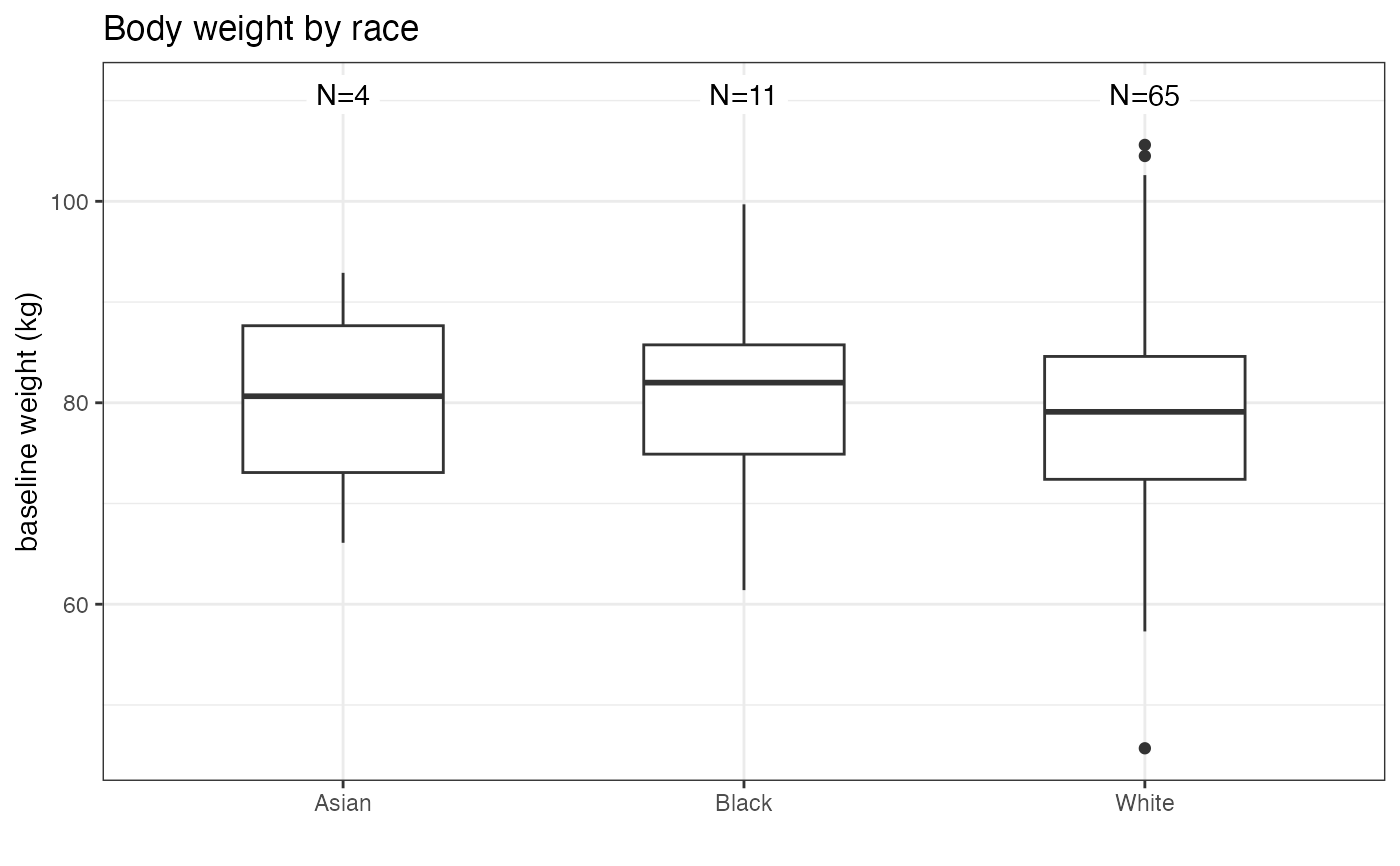 Body weight by race
N=4 N=11 N=65
100
80
60
baseline weight (kg)
Asian Black White